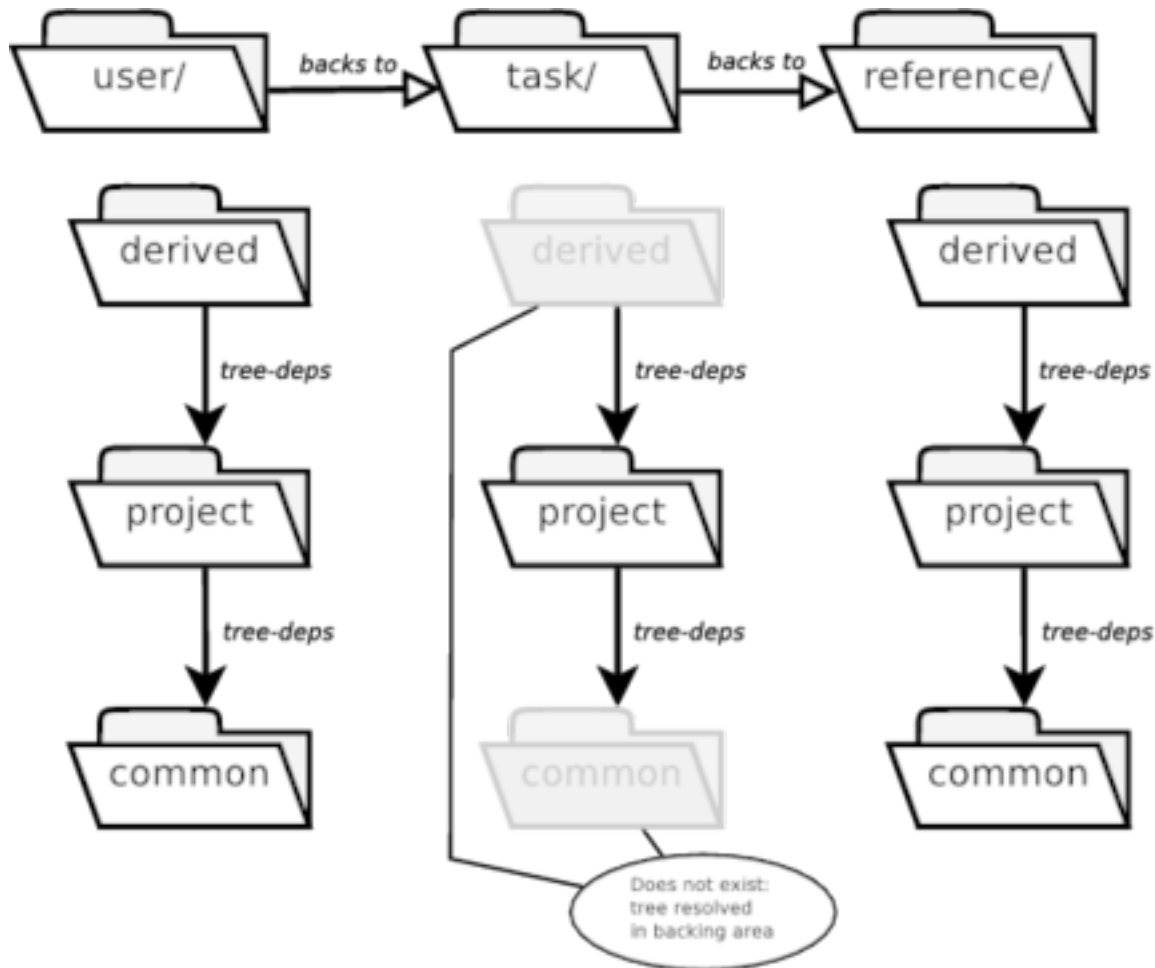 user/
backs to
task/
backs to
reference/
derived
derived
derived
tree-deps
tree-deps
tree-deps
project
project
project
tree-deps
tree-deps
tree-deps
common
common
common
Does not exist:
tree resolved
in backing area